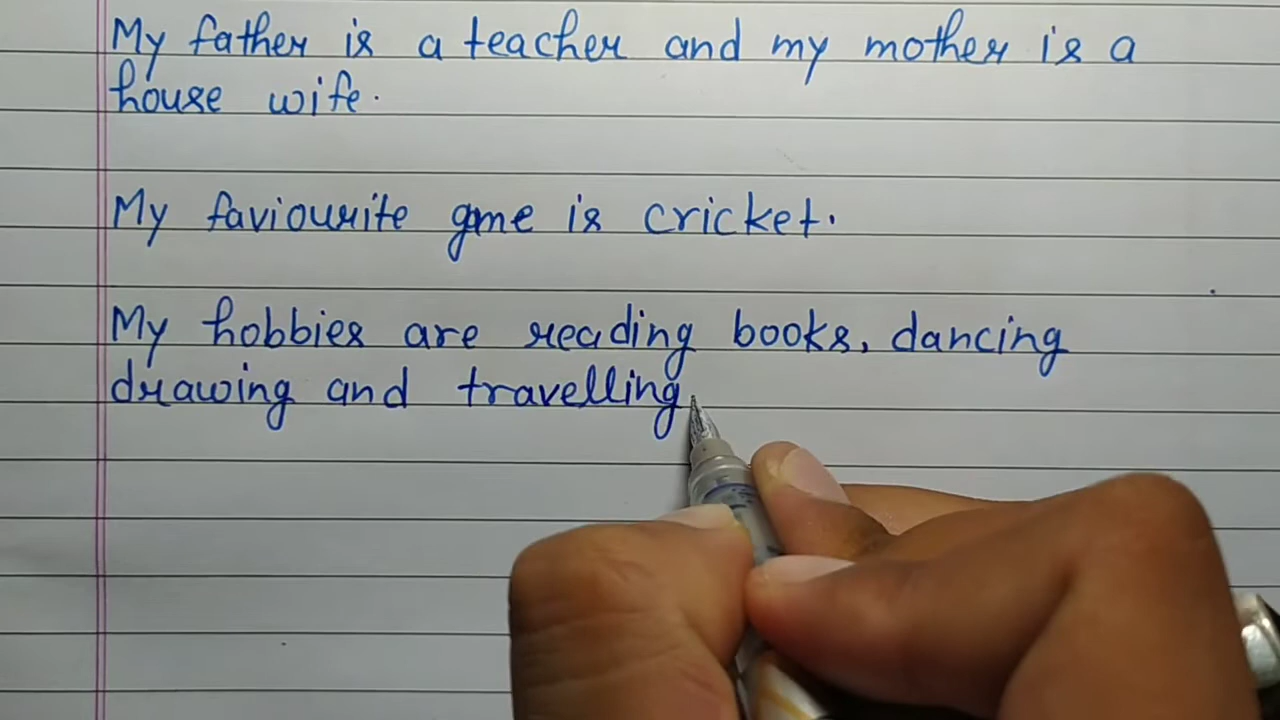 My father is a teacher and my mother is a
house wife.
My faviourite game is cricket.
My hobbies are reading books, dancing
drawing and travelling